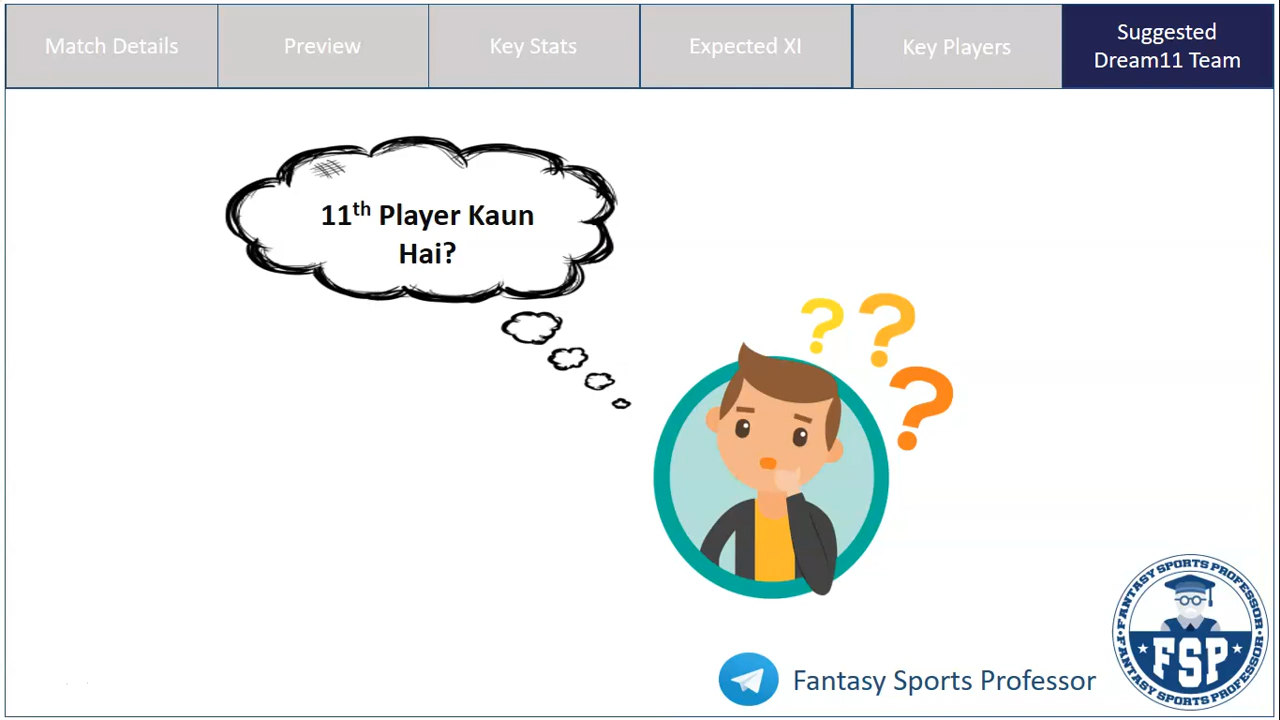 Match Details
Preview
Key Stats
Expected XI
Key Players
Suggested
Dream11 Team
11th Player Kaun
Hai?
? ? ?
Fantasy Sports Professor
FANTASY SPORTS PROFESSOR
FANTASY SPORTS PROFESSOR
FSP